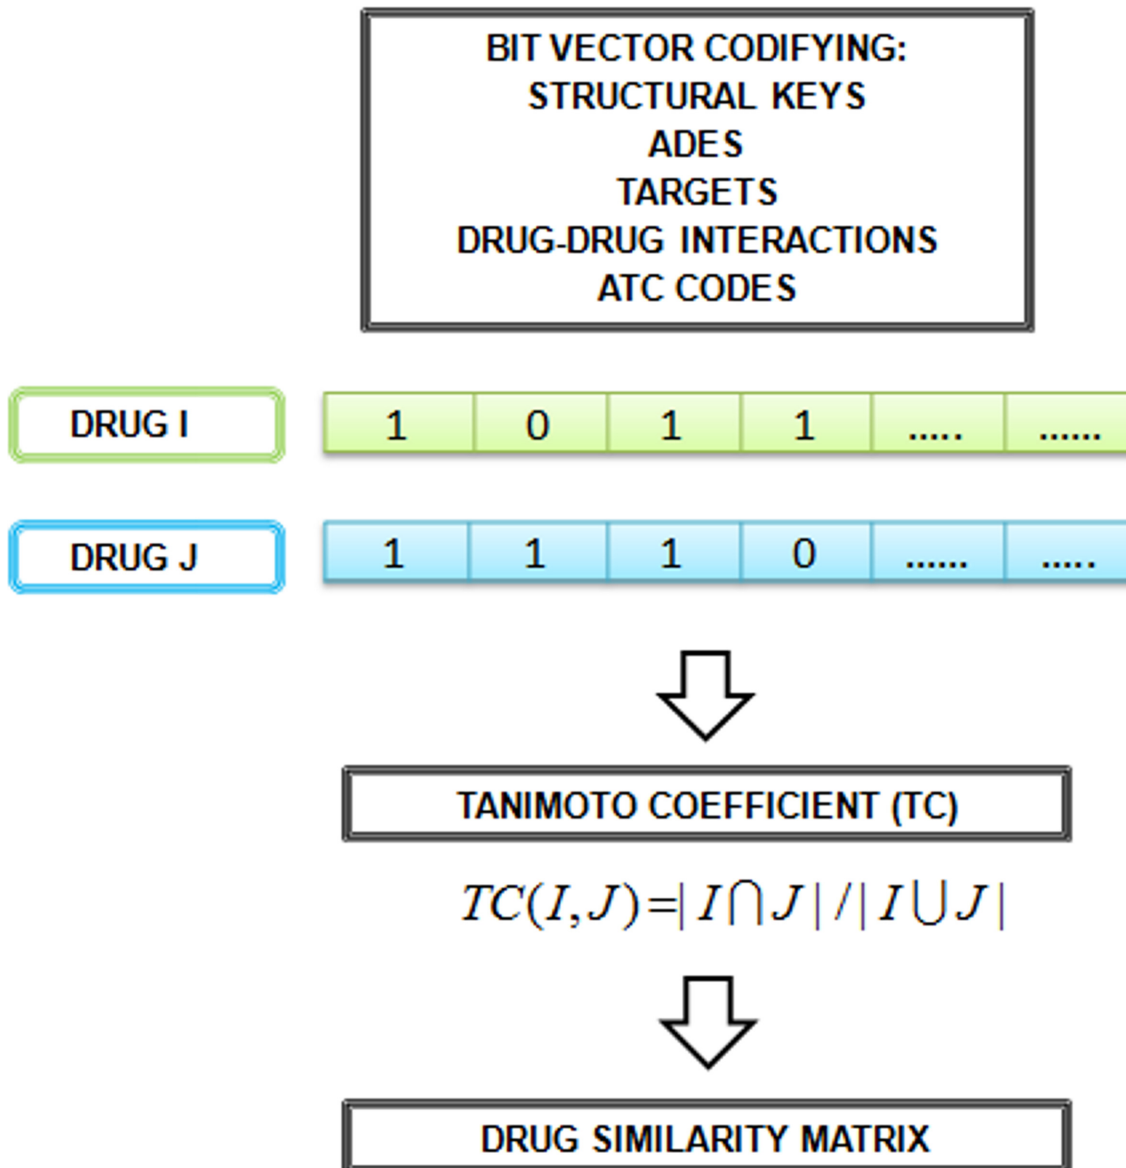 BIT VECTOR CODIFYING:
STRUCTURAL KEYS
ADES
TARGETS
DRUG-DRUG INTERACTIONS
ATC CODES
DRUG I 1 0 1 1 ..... ......
DRUG J 1 1 1 0 ...... .....
TANIMOTO COEFFICIENT (TC)
TC(I,J)=| I⋂J | /| I⋃J |
DRUG SIMILARITY MATRIX